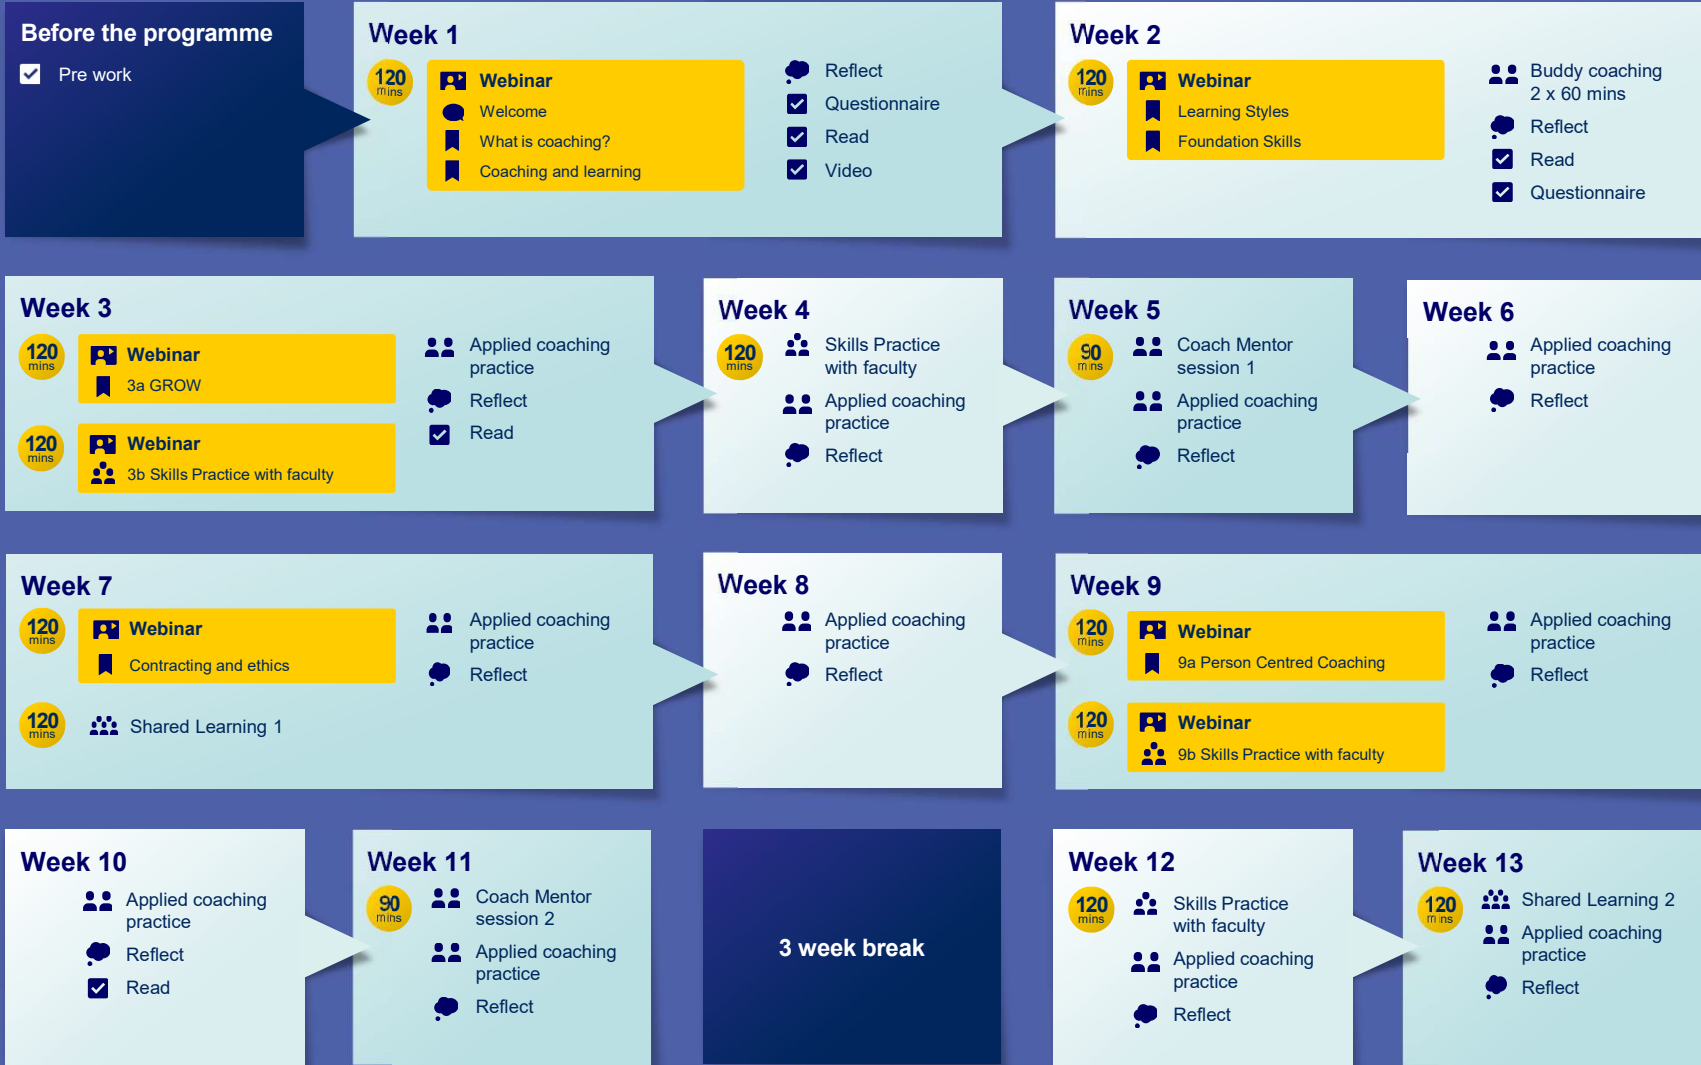 Before the programme
Pre work
Week 1
120
mins
Webinar
Welcome
What is coaching?
Coaching and learning
Reflect
Questionnaire
Read
Video
Week 2
120
mins
Webinar
Learning Styles
Foundation Skills
Buddy coaching
2 x 60 mins
Reflect
Read
Questionnaire
Week 3
120
mins
Webinar
3a GROW
120
mins
Webinar
3b Skills Practice with faculty
Applied coaching
practice
Reflect
Read
Week 4
120
mins
Skills Practice
with faculty
Applied coaching
practice
Reflect
Week 5
90
mins
Coach Mentor
session 1
Applied coaching
practice
Reflect
Week 6
Applied coaching
practice
Reflect
Week 7
120
mins
Webinar
Contracting and ethics
120
mins
Shared Learning 1
Applied coaching
practice
Reflect
Week 8
Applied coaching
practice
Reflect
Week 9
120
mins
Webinar
9a Person Centred Coaching
120
mins
Webinar
9b Skills Practice with faculty
Applied coaching
practice
Reflect
Week 10
Applied coaching
practice
Reflect
Read
Week 11
90
mins
Coach Mentor
session 2
Applied coaching
practice
Reflect
3 week break
Week 12
120
mins
Skills Practice
with faculty
Applied coaching
practice
Reflect
Week 13
120
mins
Shared Learning 2
Applied coaching
practice
Reflect